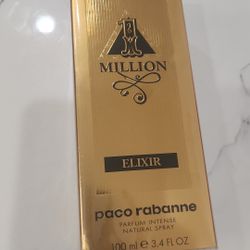 1
MILLION
ELIXIR
paco rabanne
PARFUM INTENSE
NATURAL SPRAY
100 ml e 3.4 FL OZ